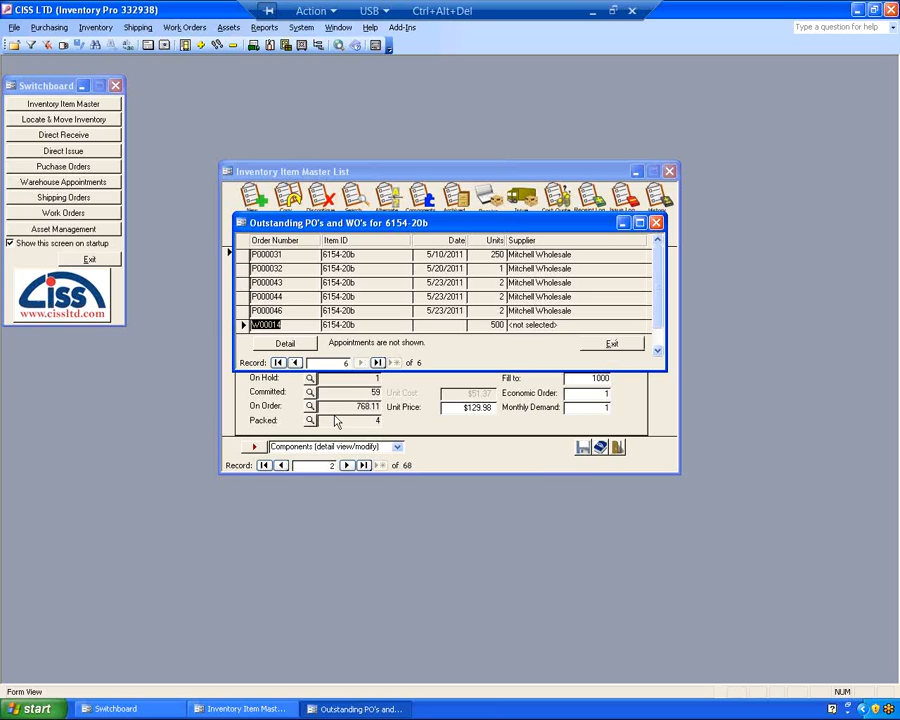 CISS LTD (Inventory Pro 332938)
Action USB Ctrl+Alt+Del
File Purchasing Inventory Shipping Work Orders Assets Reports System Window Help Add-Ins
Type a question for help
Switchboard
Inventory Item Master
Locate & Move Inventory
Direct Receive
Direct Issue
Puchase Orders
Warehouse Appointments
Shipping Orders
Work Orders
Asset Management
Show this screen on startup
Exit
CISS
www.cissltd.com
Inventory Item Master List
Outstanding PO's and WO's for 6154-20b
Order Number Item ID Date Units Supplier
P000031 6154-20b 5/10/2011 250 Mitchell Wholesale
P000032 6154-20b 5/20/2011 1 Mitchell Wholesale
P000043 6154-20b 5/23/2011 2 Mitchell Wholesale
P000044 6154-20b 5/23/2011 2 Mitchell Wholesale
P000046 6154-20b 5/23/2011 2 Mitchell Wholesale
W00014 6154-20b 500 <not selected>
Detail Appointments are not shown. Exit
Record: 6 of 6
On Hold: 1 Fill to: 1000
Committed: 59 Unit Cost: $51.37 Economic Order: 1
On Order: 768.11 Unit Price: $129.98 Monthly Demand: 1
Packed: 4
Components (detail view/modify)
Record: 2 of 68
Form View NUM
start Switchboard Inventory Item Mast... Outstanding PO's and...